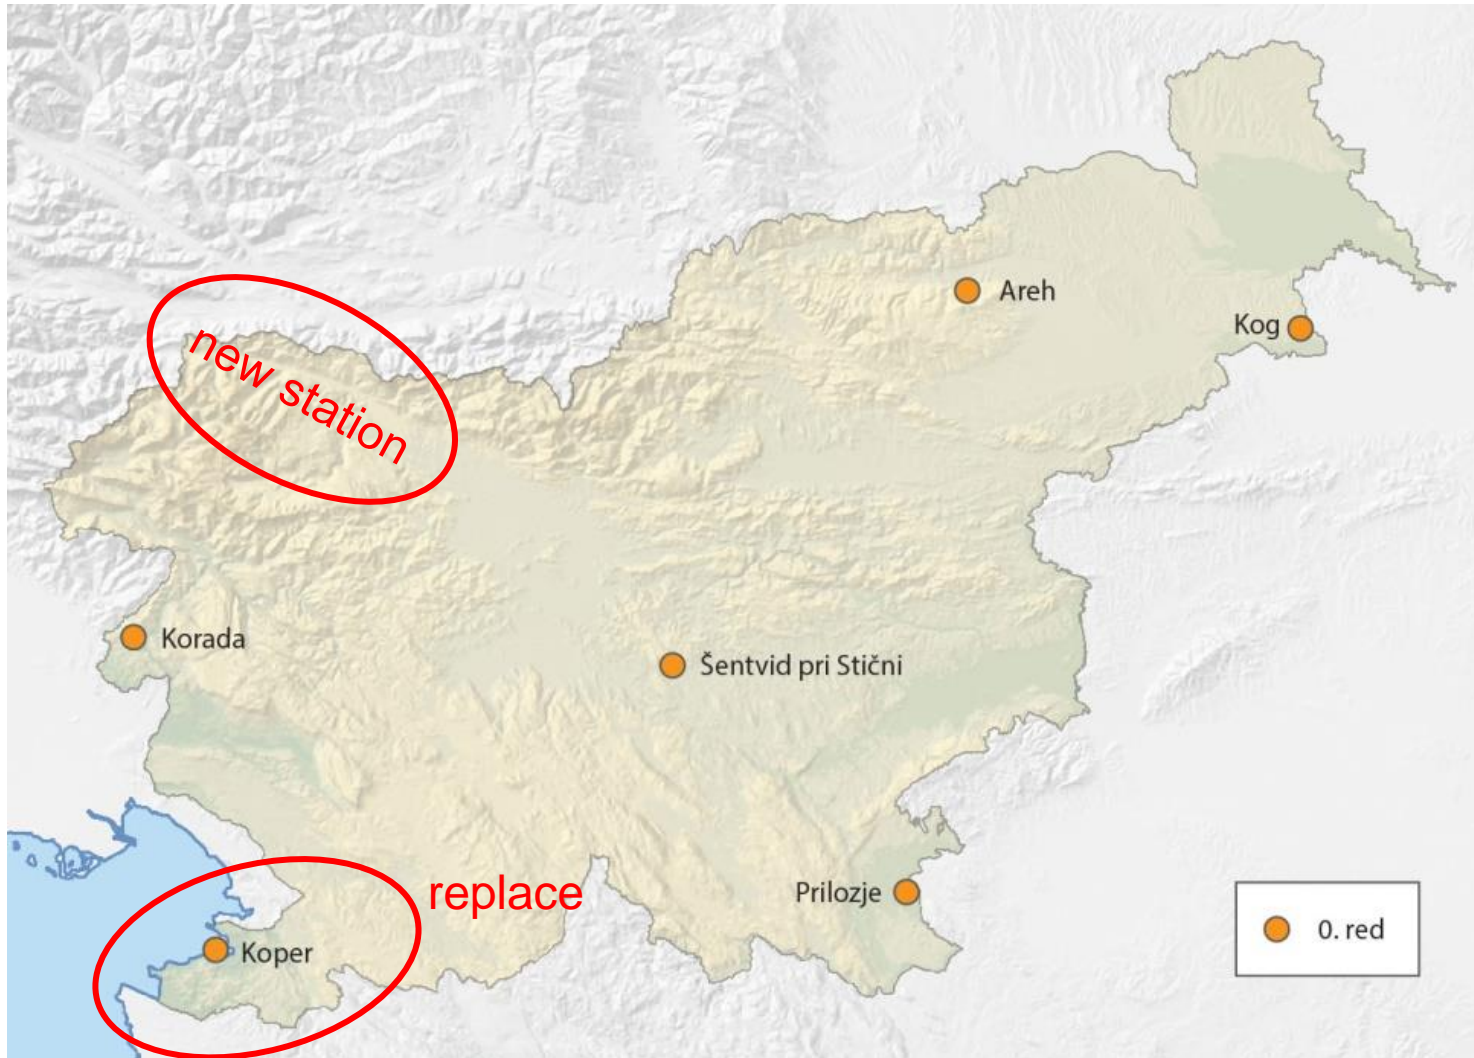 Areh
Kog
new station
Korada
Šentvid pri Stični
replace
Prilozje
Koper
0. red